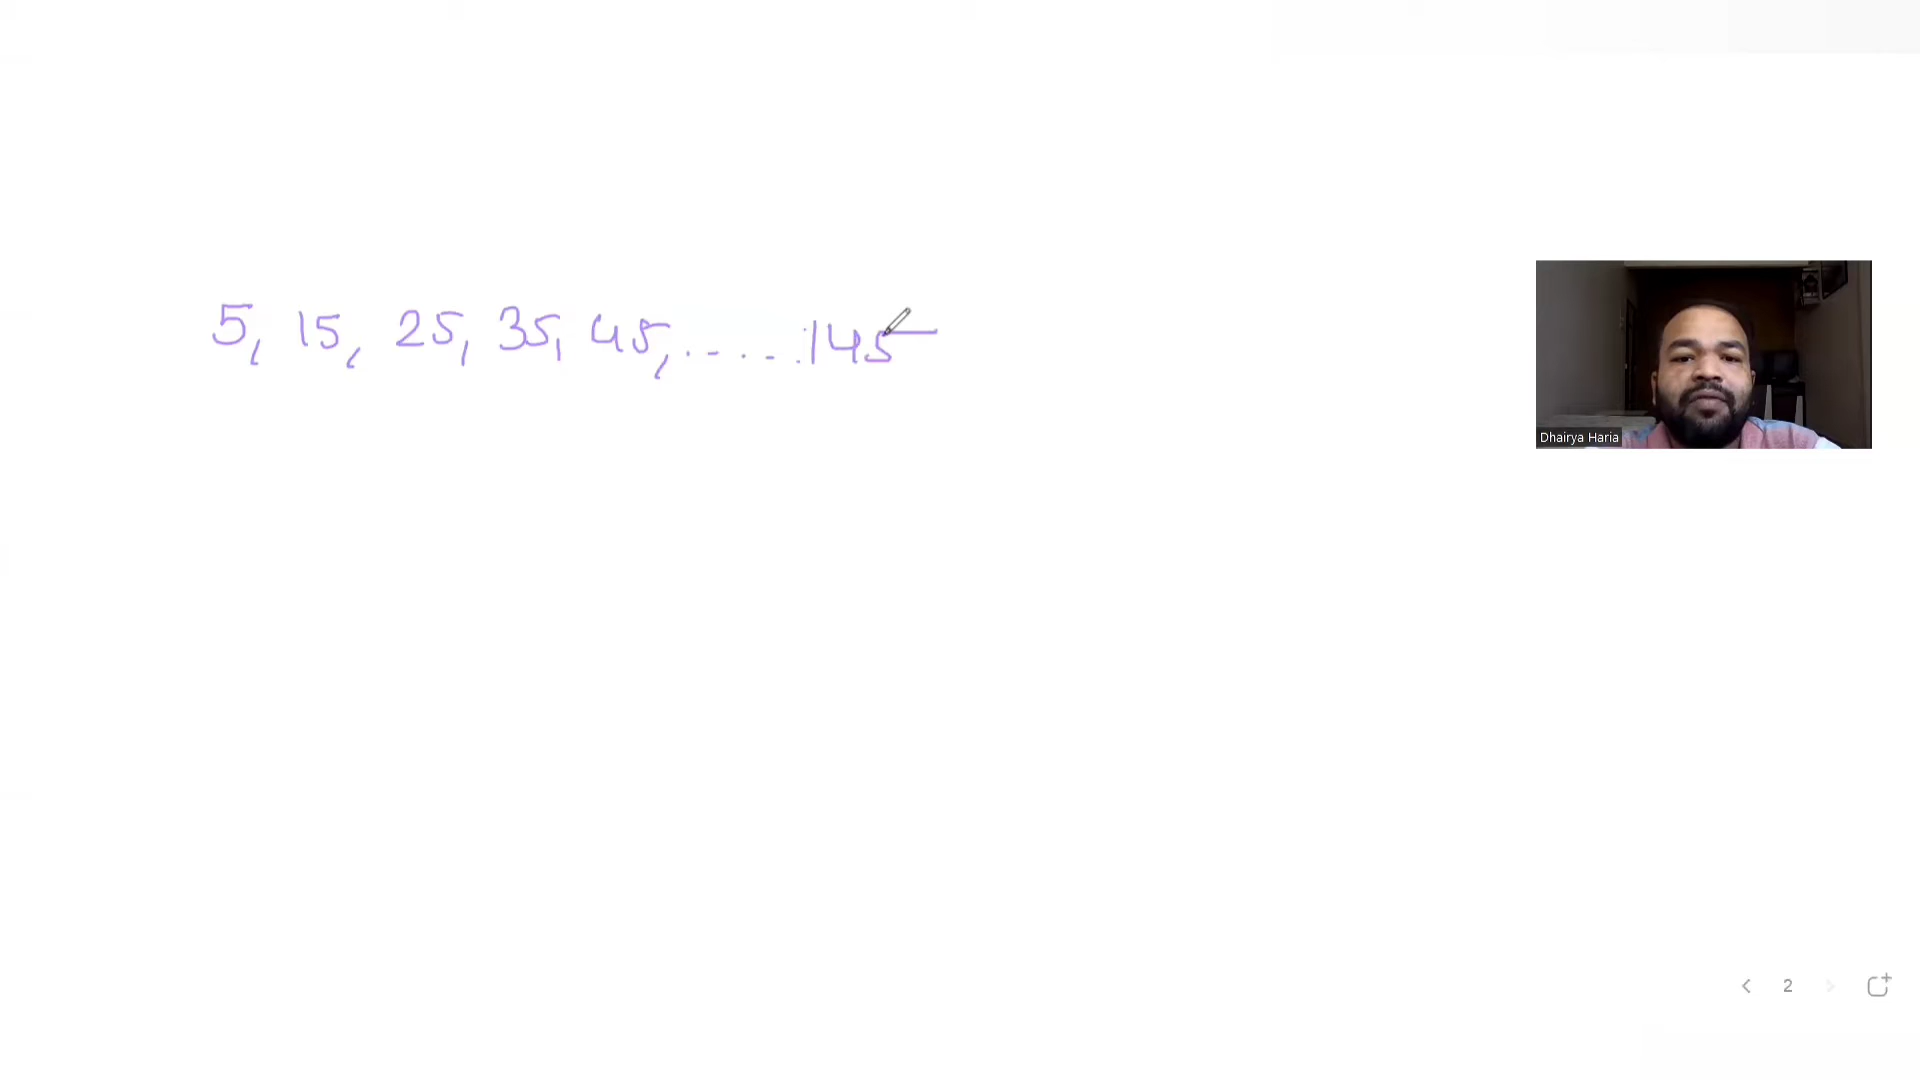 5, 15, 25, 35, 45, ......145
Dhairya Haria
2